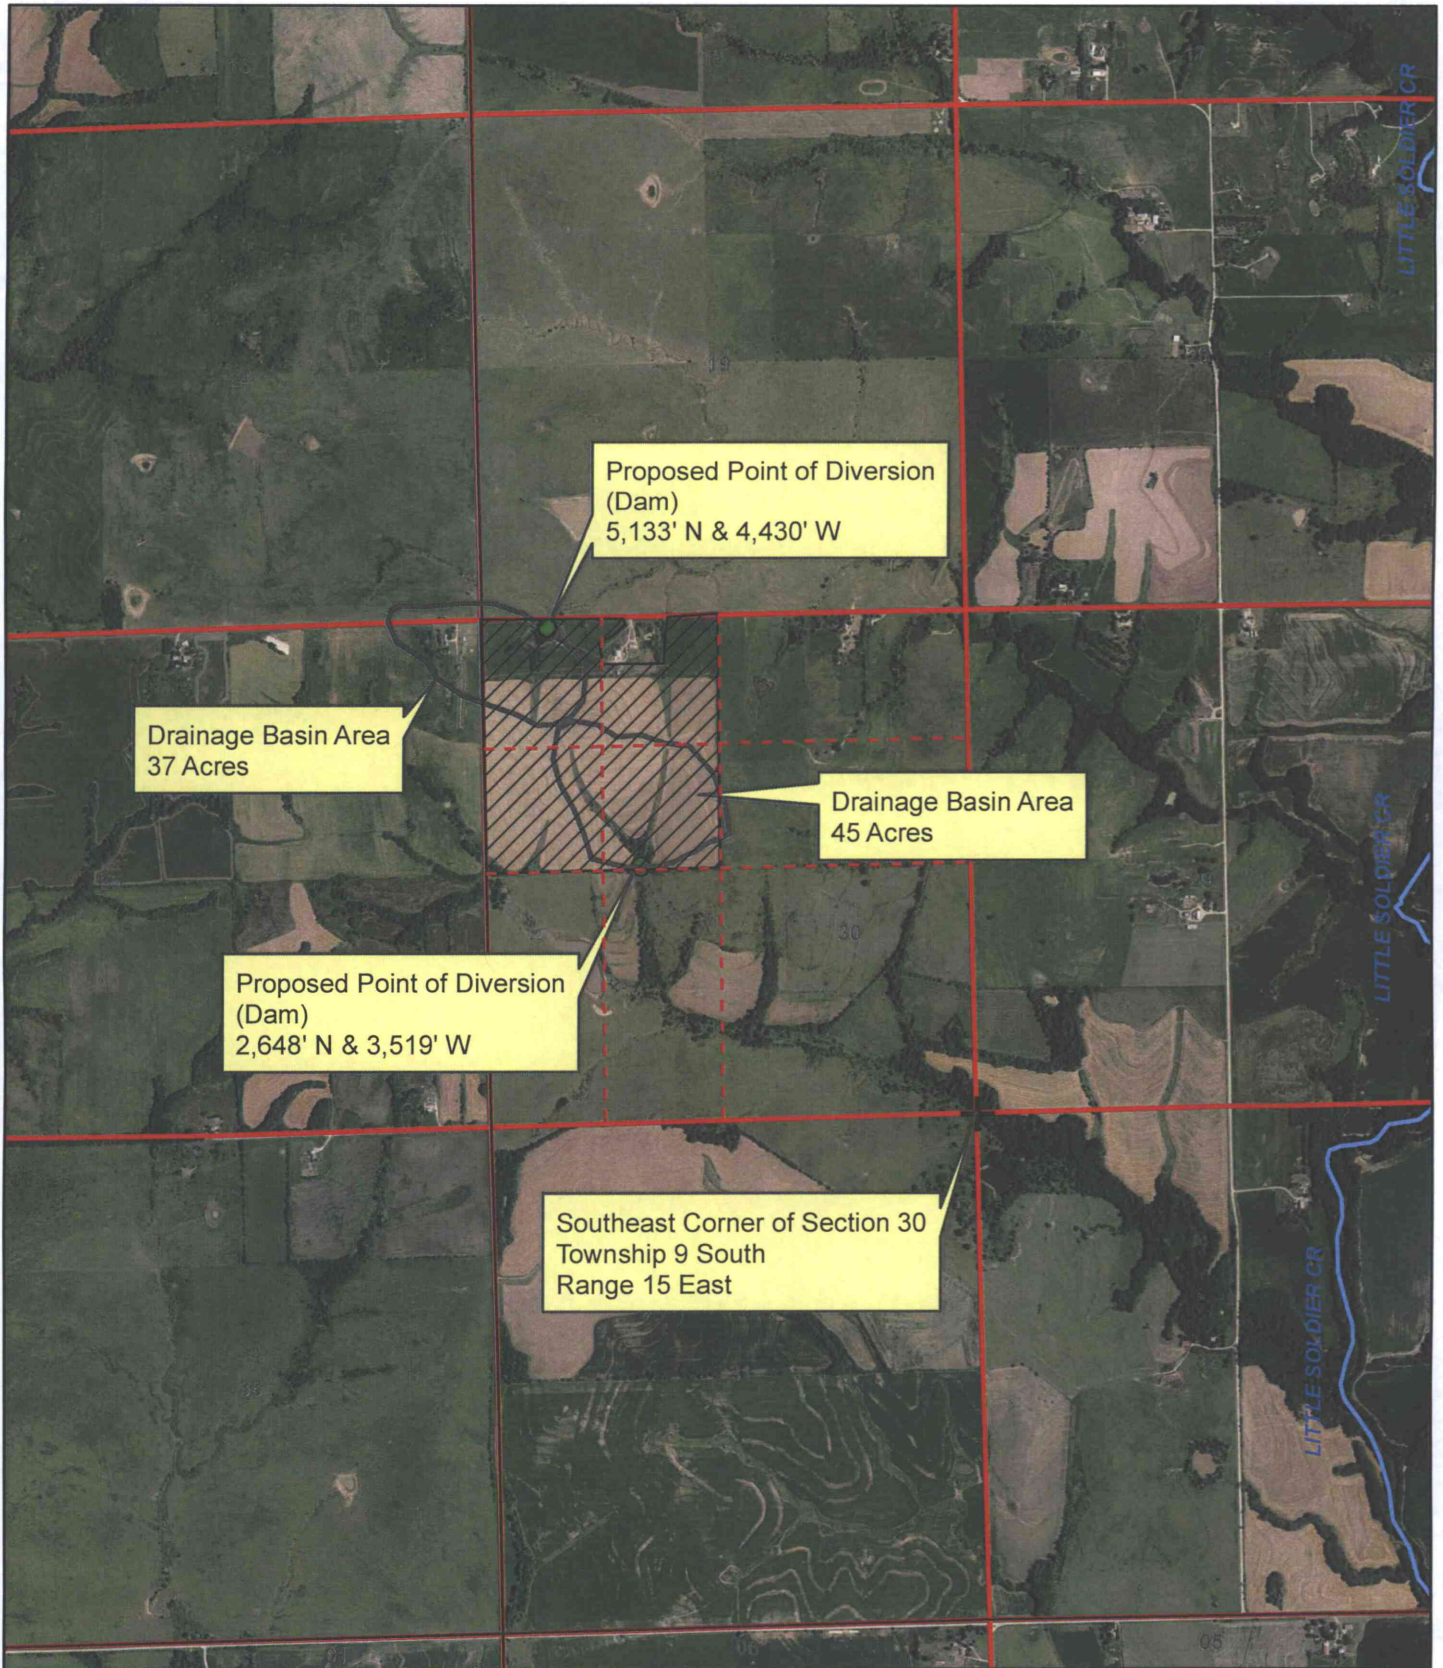 LITTLE SOLDIER CR
19
Proposed Point of Diversion
(Dam)
5,133' N & 4,430' W
Drainage Basin Area
37 Acres
Drainage Basin Area
45 Acres
30
LITTLE SOLDIER CR
Proposed Point of Diversion
(Dam)
2,648' N & 3,519' W
Southeast Corner of Section 30
Township 9 South
Range 15 East
LITTLE SOLDIER CR
05